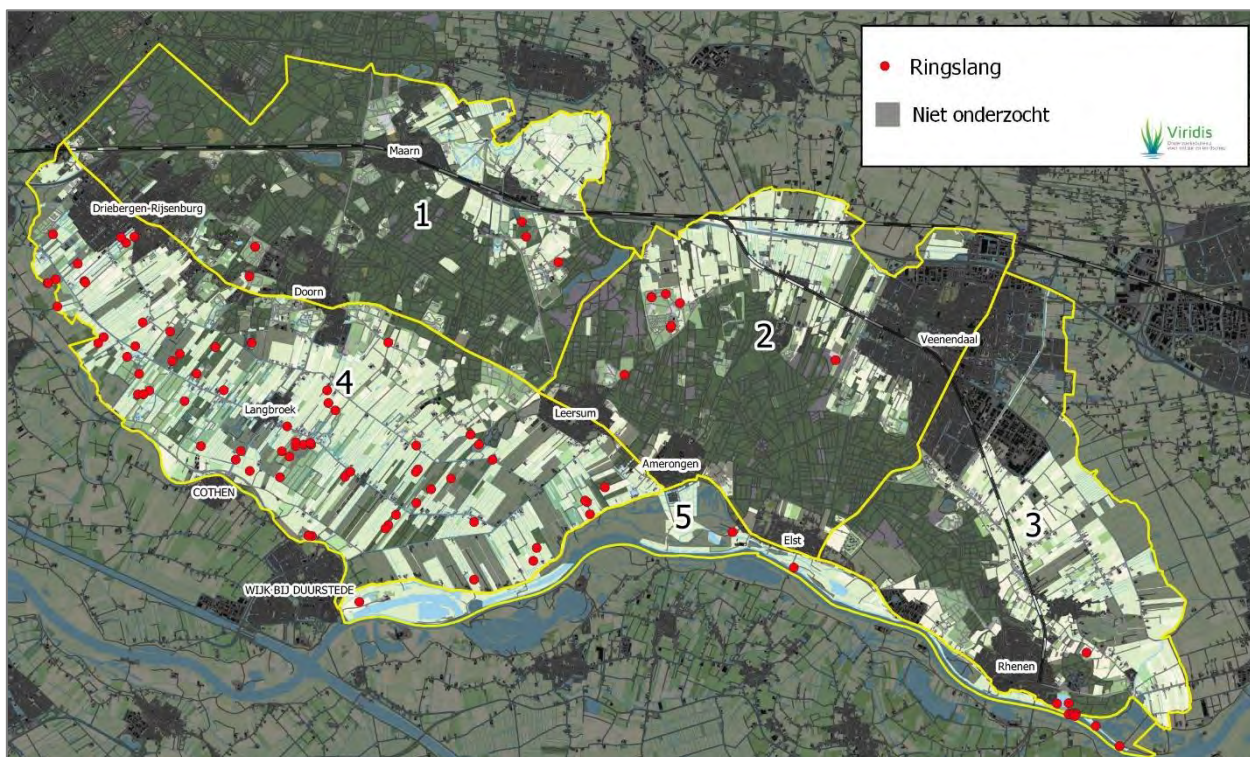 Ringslang
Niet onderzocht
Viridis
Maarn
1
Driebergen-Rijsenburg
Doorn
2
Veenendaal
4
Langbroek
Leersum
Amerongen
COTHEN
5
Elst
3
WIJK BIJ DUURSTEDE
Rhenen